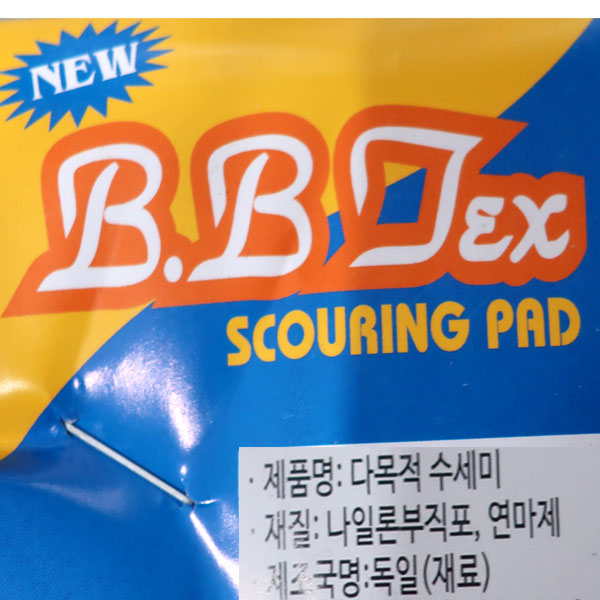 NEW
B.B Tex
SCOURING PAD
· 제품명: 다목적 수세미
· 재질: 나일론부직포, 연마제
제조국명:독일(재료)